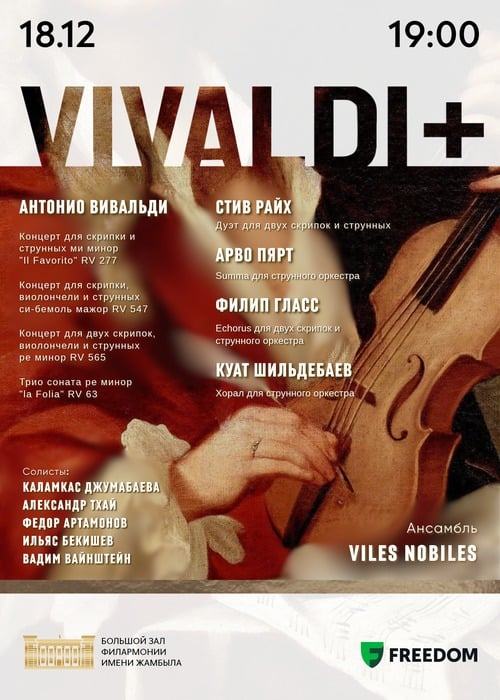 18.12
19:00
VIVALDI+
АНТОНИО ВИВАЛЬДИ
Концерт для скрипки и
струнных ми минор
"Il Favorito" RV 277
Концерт для скрипки,
виолончели и струнных
си-бемоль мажор RV 547
Концерт для двух скрипок,
виолончели и струнных
ре минор RV 565
Трио соната ре минор
"la Folia" RV 63
СТИВ РАЙХ
Дуэт для двух скрипок и струнных
АРВО ПЯРТ
Summa для струнного оркестра
ФИЛИП ГЛАСС
Echorus для двух скрипок и
струнного оркестра
КУАТ ШИЛЬДЕБАЕВ
Хорал для струнного оркестра
Солисты:
КАЛАМКАС ДЖУМАБАЕВА
АЛЕКСАНДР ТХАЙ
ФЕДОР АРТАМОНОВ
ИЛЬЯС БЕКИШЕВ
ВАДИМ ВАЙНШТЕЙН
Ансамбль
VILES NOBILES
БОЛЬШОЙ ЗАЛ
ФИЛАРМОНИИ
ИМЕНИ ЖАМБЫЛА
FREEDOM